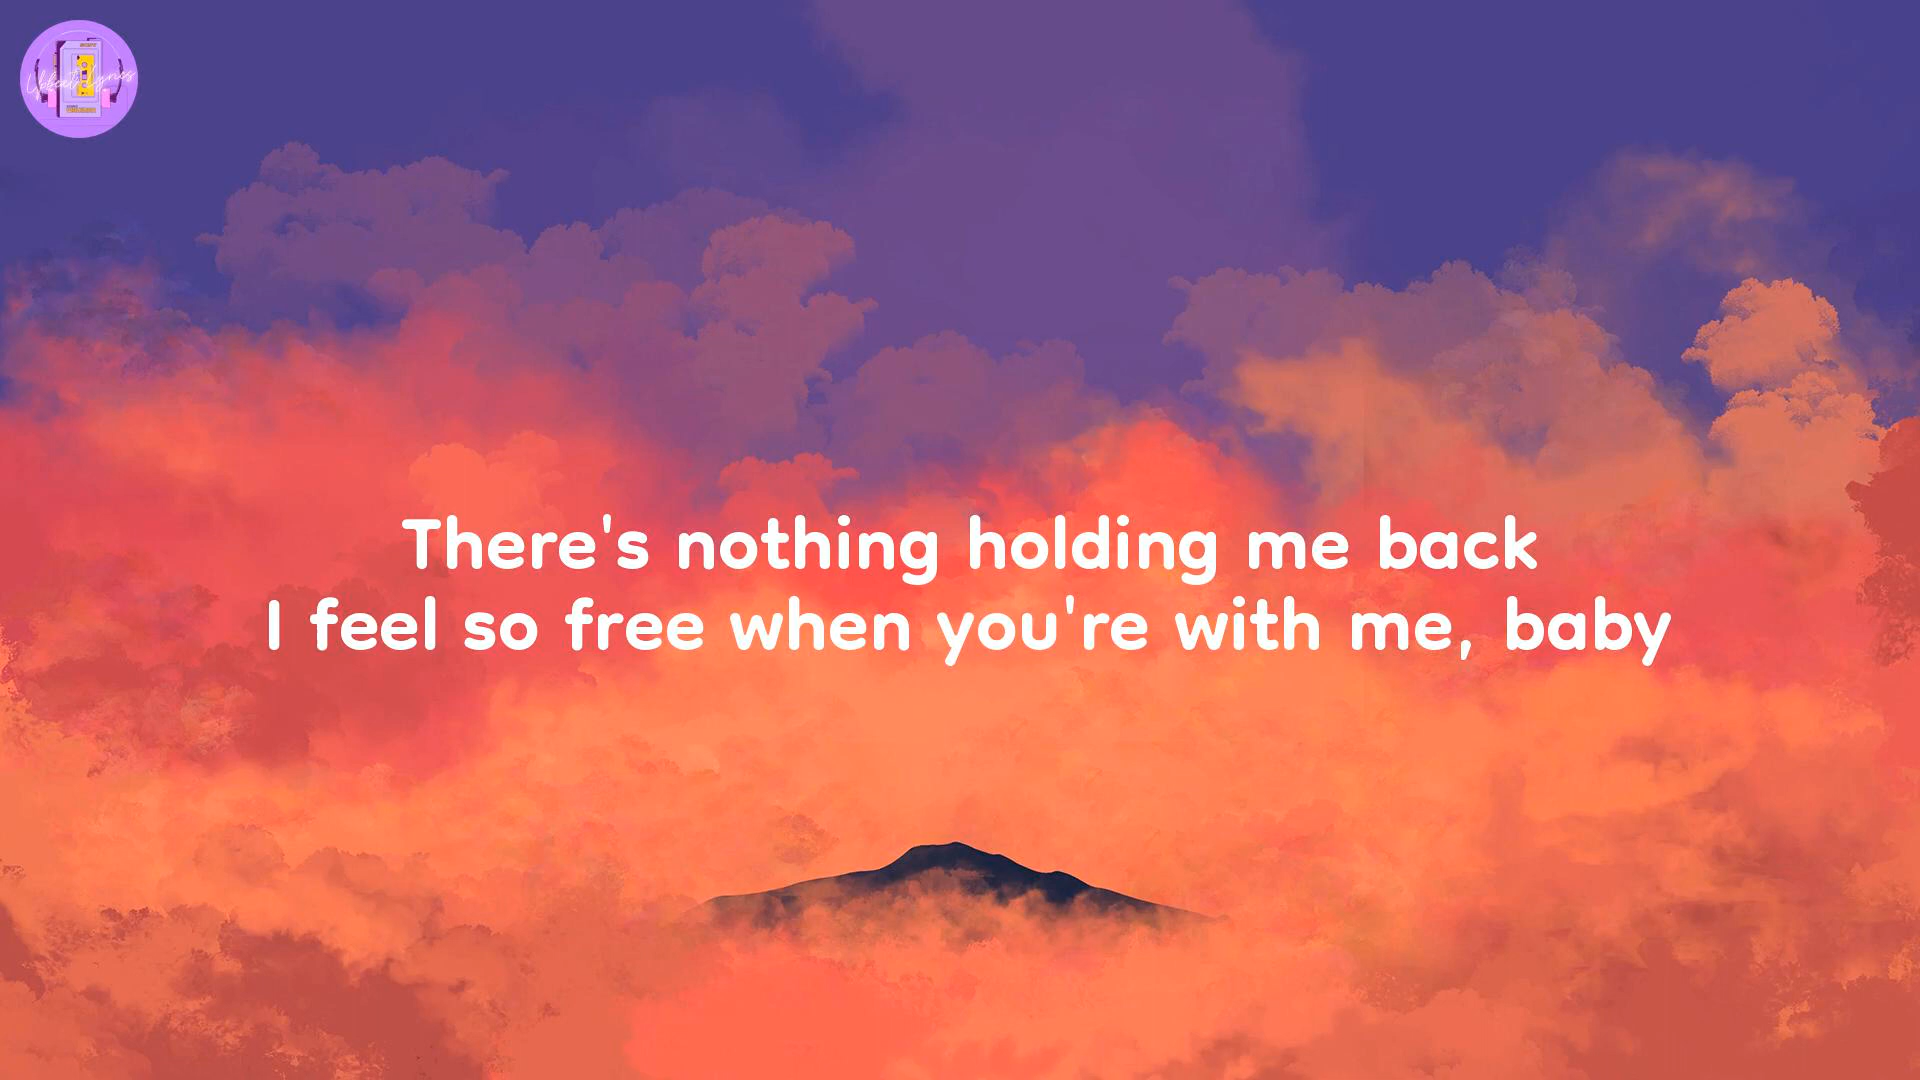 There's nothing holding me back
I feel so free when you're with me, baby